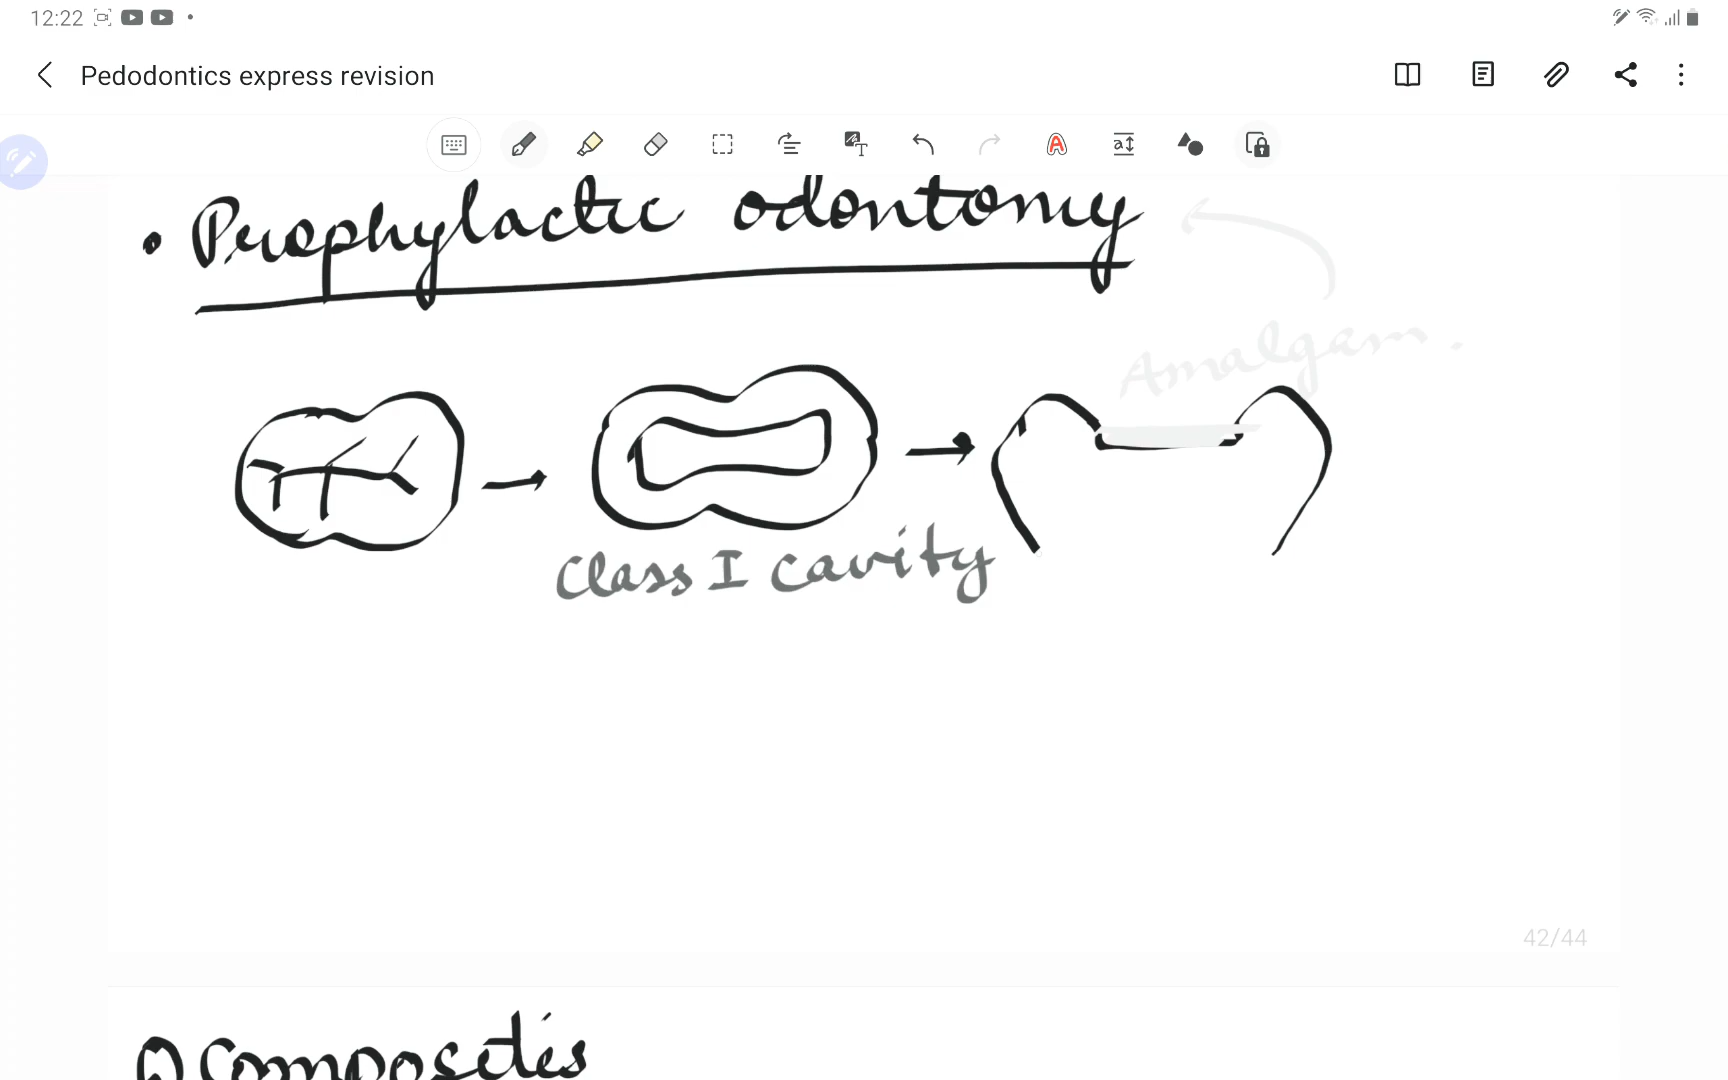 12:22
Pedodontics express revision
• Prophylactic odontomy
Amalgam.
Class I cavity
42/44
Q) Composites